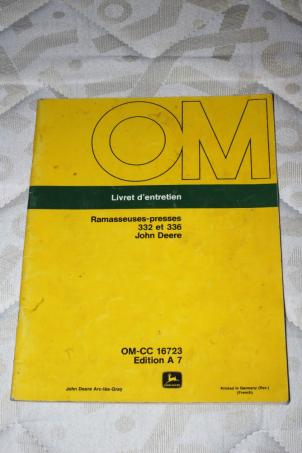 OM
Livret d'entretien
Ramasseuses-presses
332 et 336
John Deere
OM-CC 16723
Edition A 7
John Deere Arc-lès-Gray
Printed in Germany (Rec.)
(French)